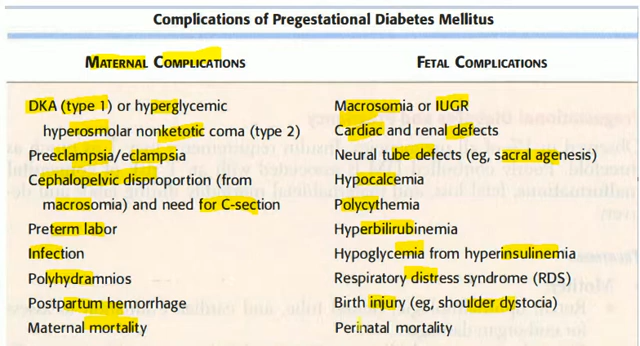 Complications of Pregestational Diabetes Mellitus
MATERNAL COMPLICATIONS
DKA (type 1) or hyperglycemic
hyperosmolar nonketotic coma (type 2)
Preeclampsia/eclampsia
Cephalopelvic disproportion (from
macrosomia) and need for C-section
Preterm labor
Infection
Polyhydramnios
Postpartum hemorrhage
Maternal mortality
FETAL COMPLICATIONS
Macrosomia or IUGR
Cardiac and renal defects
Neural tube defects (eg, sacral agenesis)
Hypocalcemia
Polycythemia
Hyperbilirubinemia
Hypoglycemia from hyperinsulinemia
Respiratory distress syndrome (RDS)
Birth injury (eg, shoulder dystocia)
Perinatal mortality